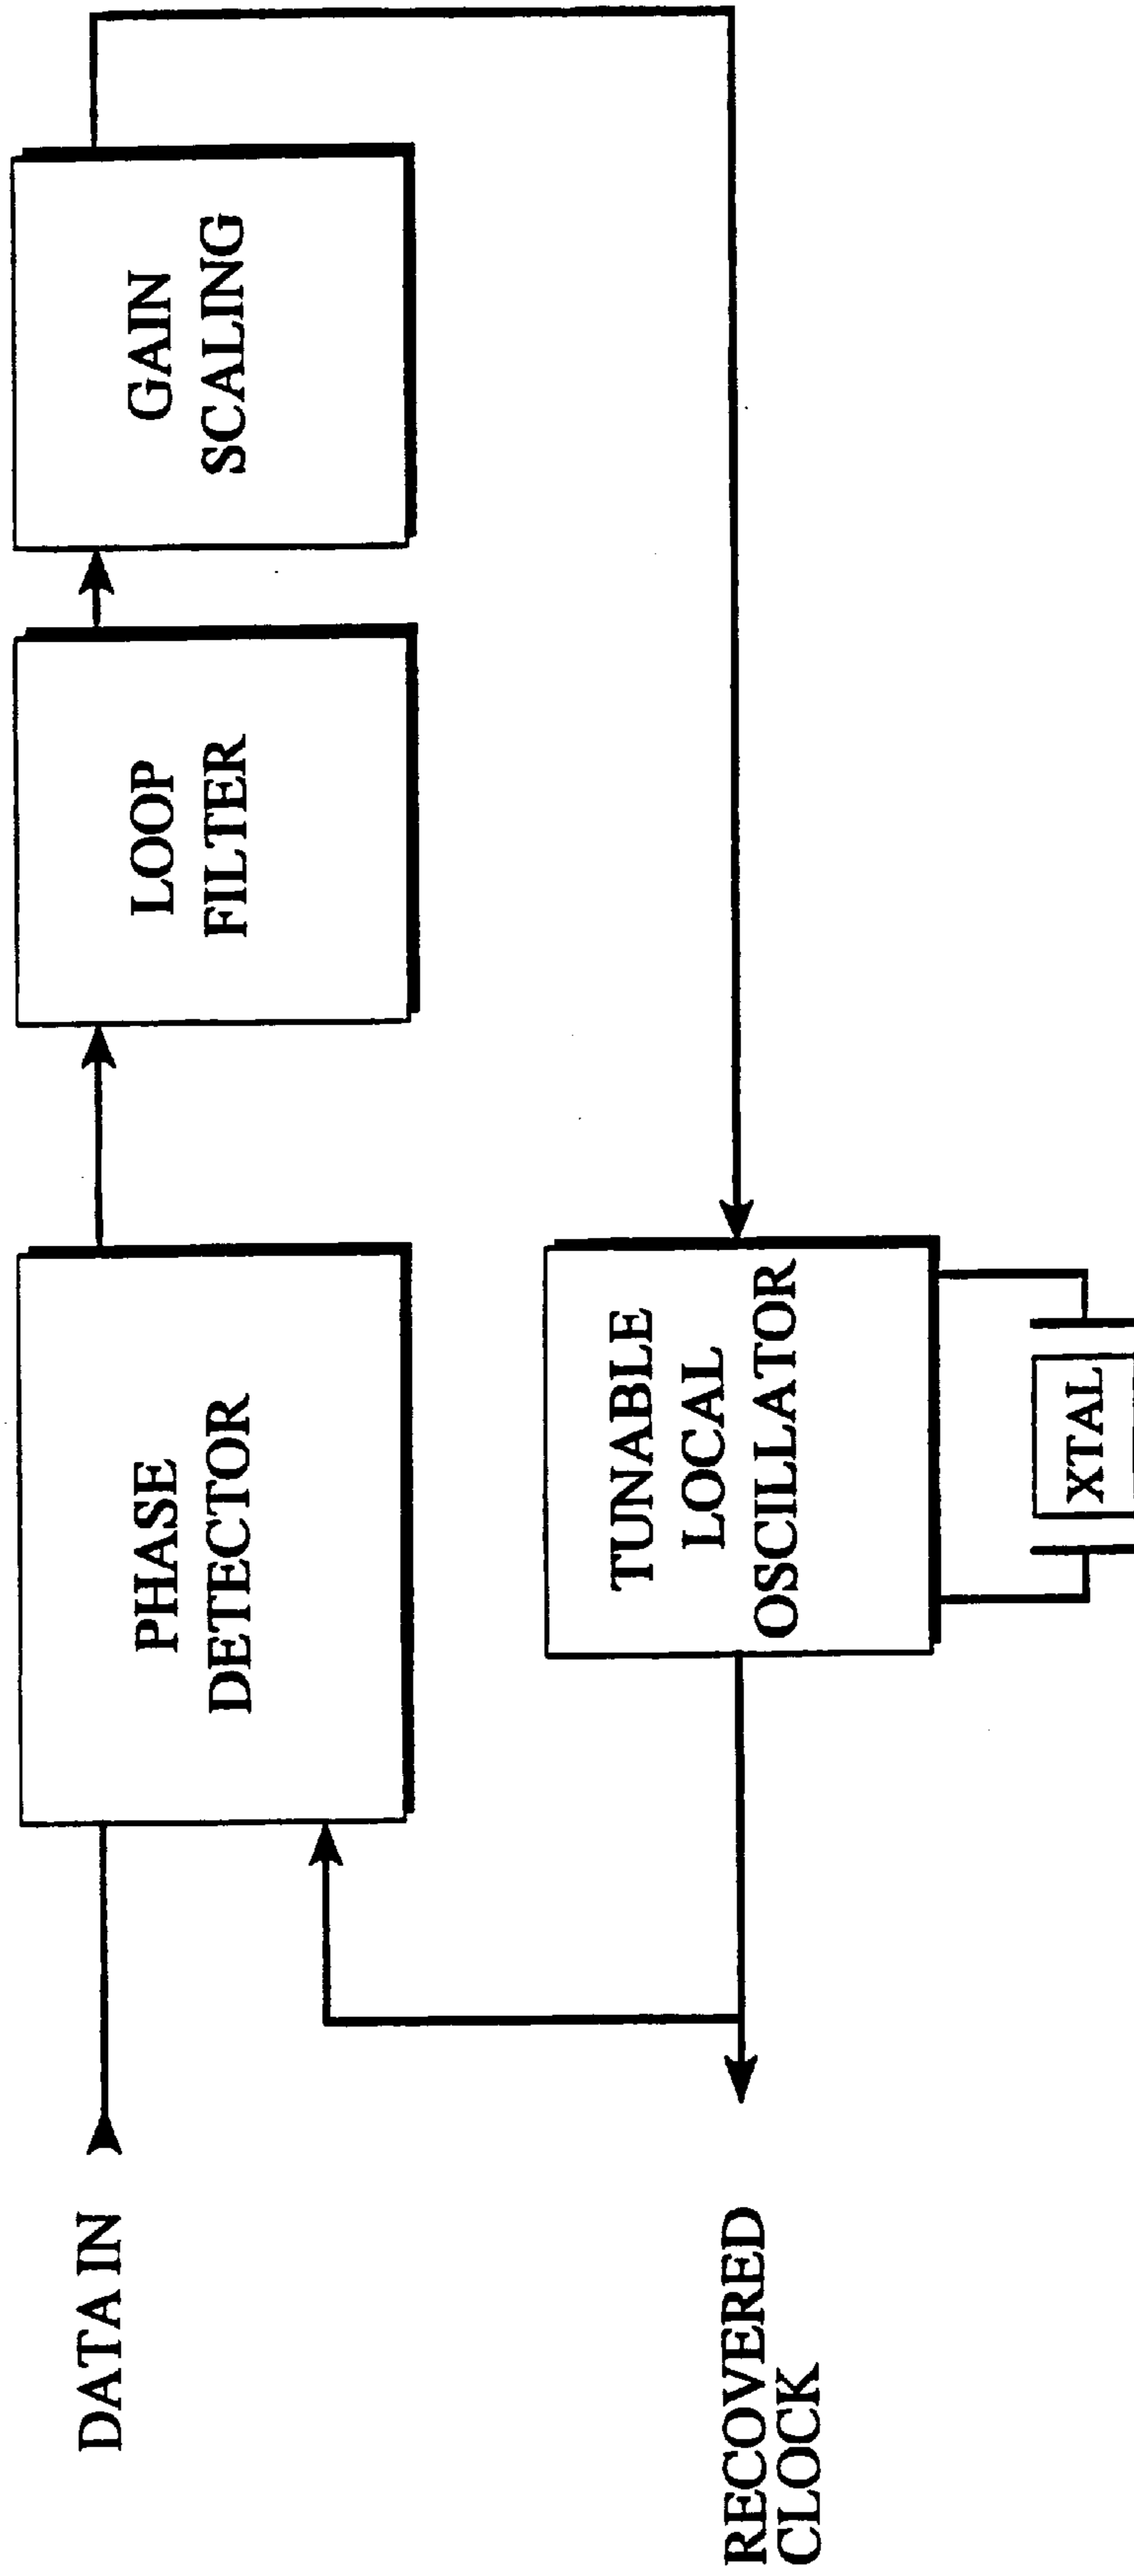 DATA IN
PHASE
DETECTOR
LOOP
FILTER
GAIN
SCALING
RECOVERED
CLOCK
TUNABLE
LOCAL
OSCILLATOR
XTAL